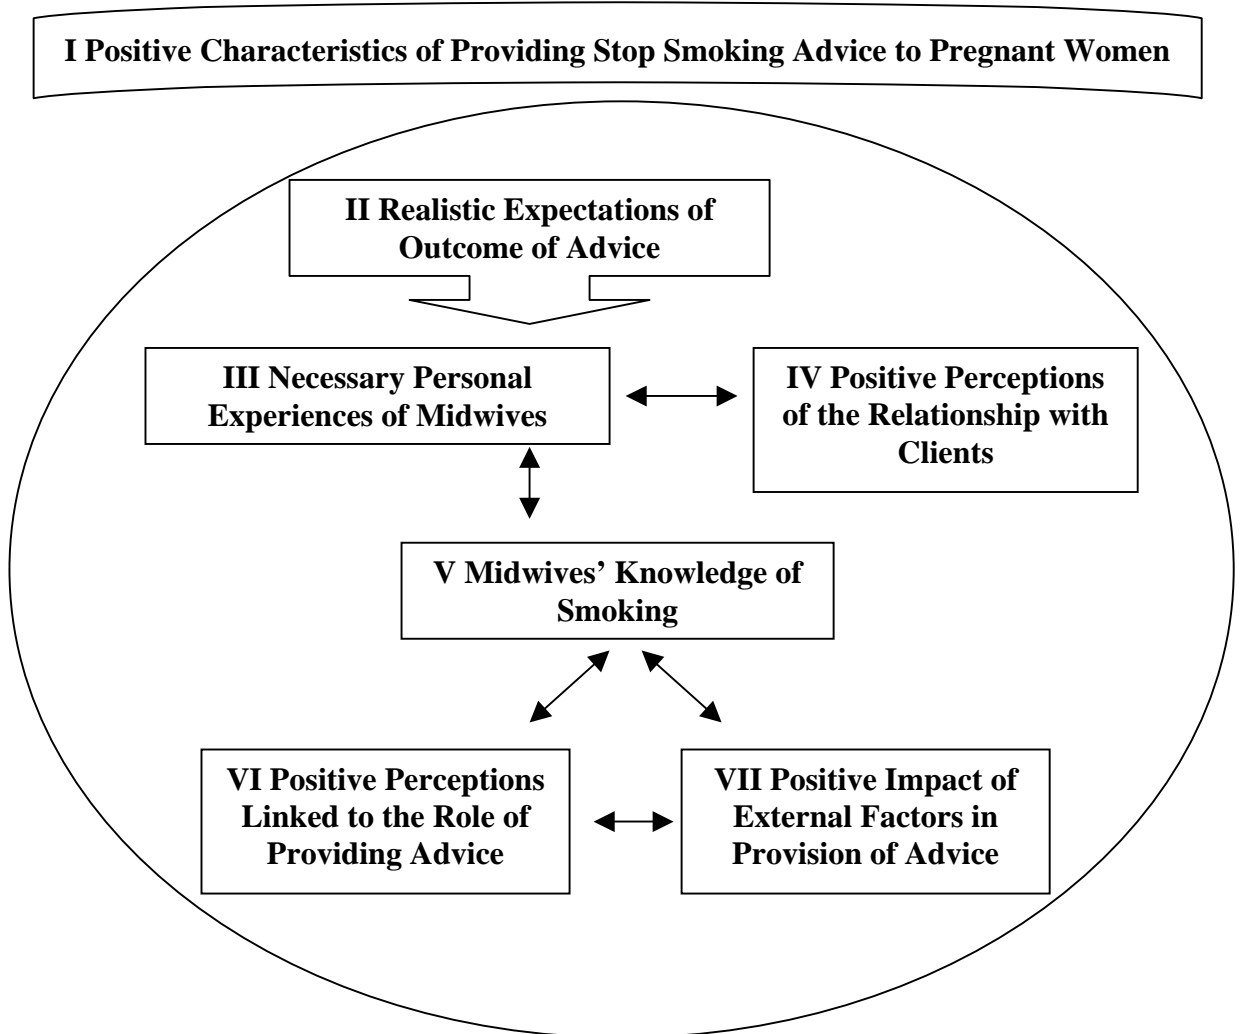 I Positive Characteristics of Providing Stop Smoking Advice to Pregnant Women
II Realistic Expectations of
Outcome of Advice
III Necessary Personal
Experiences of Midwives
IV Positive Perceptions
of the Relationship with
Clients
V Midwives’ Knowledge of
Smoking
VI Positive Perceptions
Linked to the Role of
Providing Advice
VII Positive Impact of
External Factors in
Provision of Advice